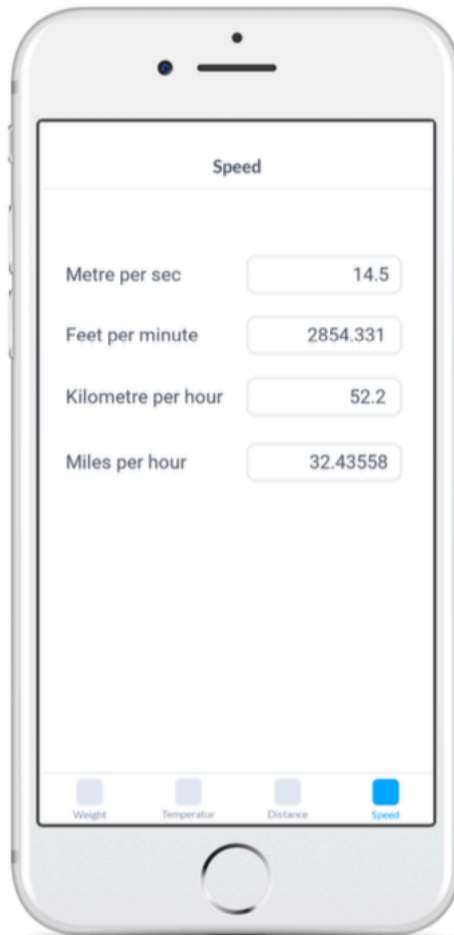 Speed
Metre per sec 14.5
Feet per minute 2854.331
Kilometre per hour 52.2
Miles per hour 32.43558
Weight Temperatur Distance Speed